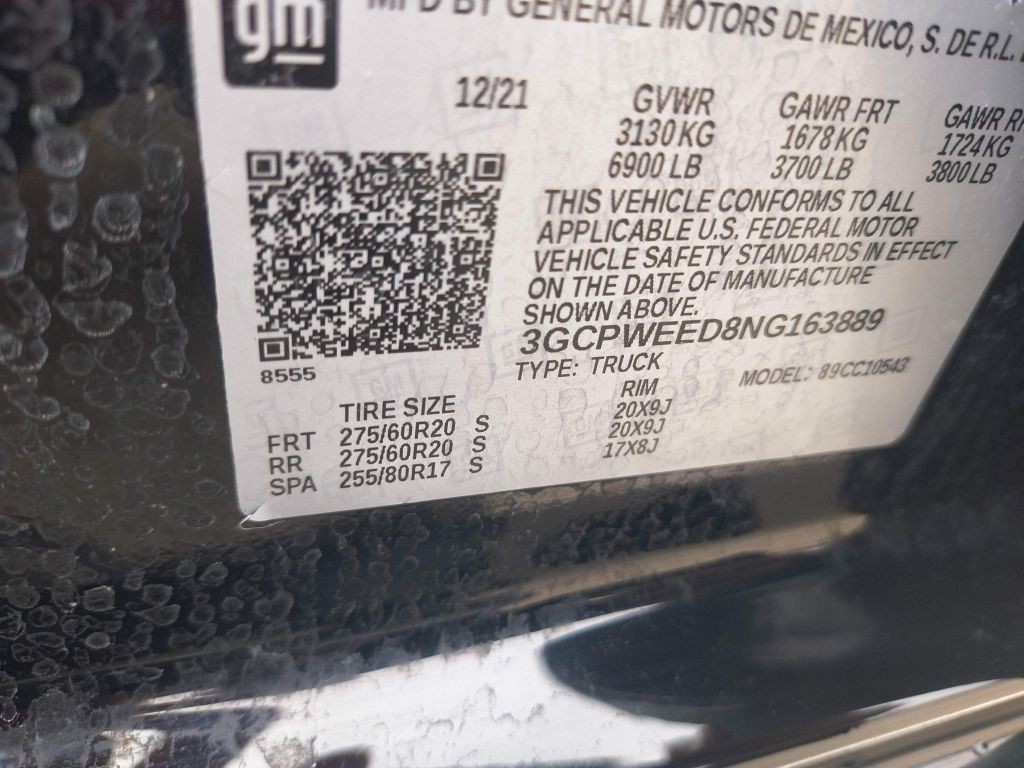 gm
MFD BY GENERAL MOTORS DE MEXICO, S. DE R.L.
12/21 GVWR GAWR FRT GAWR
3130 KG 1678 KG 1724 KG
6900 LB 3700 LB 3800 LB
THIS VEHICLE CONFORMS TO ALL
APPLICABLE U.S. FEDERAL MOTOR
VEHICLE SAFETY STANDARDS IN EFFECT
ON THE DATE OF MANUFACTURE
SHOWN ABOVE.
3GCPWEED8NG163889
8555
TYPE: TRUCK MODEL: 89CC10543
TIRE SIZE RIM
FRT 275/60R20 S 20X9J
RR 275/60R20 S 20X9J
SPA 255/80R17 S 17X8J